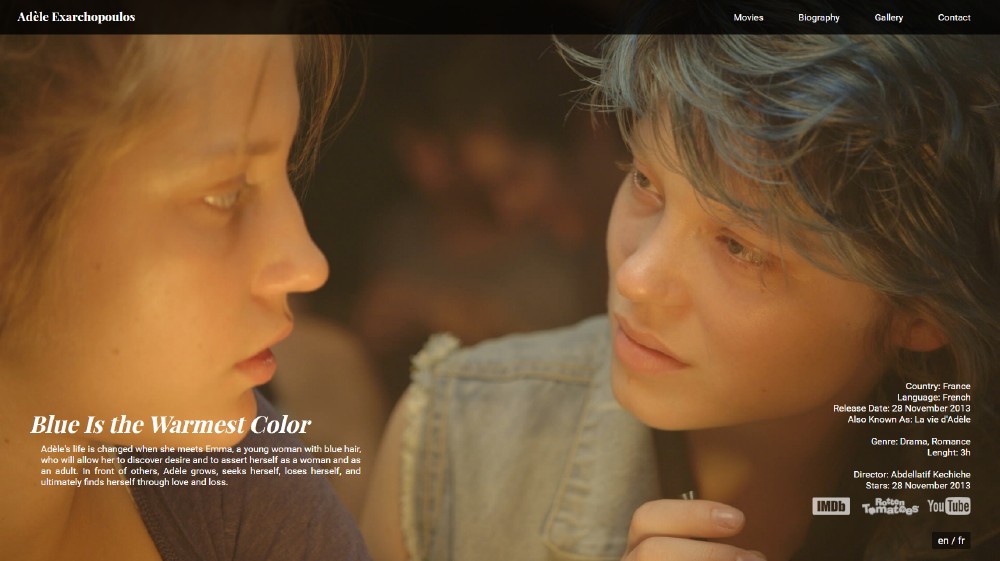 Adèle Exarchopoulos
Movies Biography Gallery Contact
Blue Is the Warmest Color
Adèle's life is changed when she meets Emma, a young woman with blue hair,
who will allow her to discover desire and to assert herself as a woman and as
an adult. In front of others, Adèle grows, seeks herself, loses herself, and
ultimately finds herself through love and loss.
Country: France
Language: French
Release Date: 28 November 2013
Also Known As: La vie d'Adèle
Genre: Drama, Romance
Lenght: 3h
Director: Abdellatif Kechiche
Stars: 28 November 2013
IMDb Rotten Tomatoes YouTube
en / fr